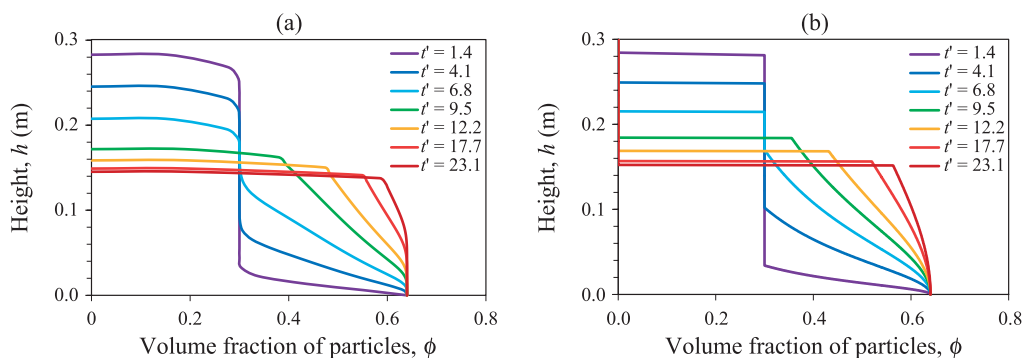 (a)
0.3
0.2
0.1
0.0
Height, h (m)
0
0.2
0.4
0.6
0.8
Volume fraction of particles, ϕ
t' = 1.4
t' = 4.1
t' = 6.8
t' = 9.5
t' = 12.2
t' = 17.7
t' = 23.1
(b)
0.3
0.2
0.1
0.0
Height, h (m)
0
0.2
0.4
0.6
0.8
Volume fraction of particles, ϕ
t' = 1.4
t' = 4.1
t' = 6.8
t' = 9.5
t' = 12.2
t' = 17.7
t' = 23.1